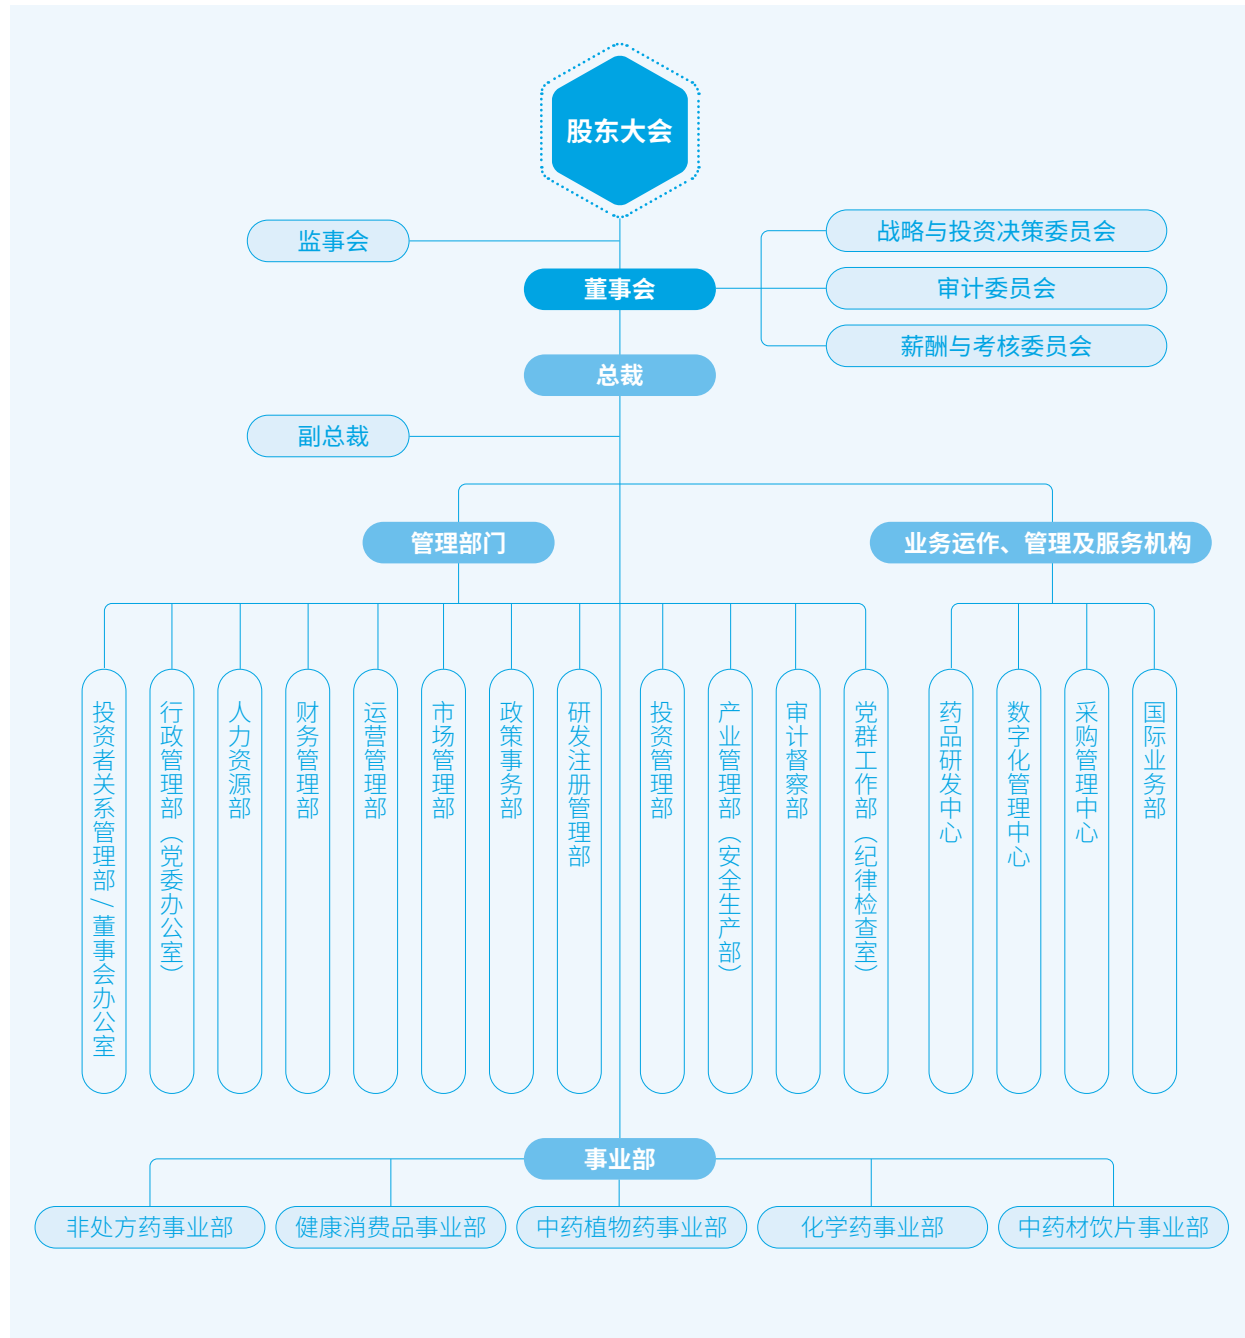 股东大会
监事会
战略与投资决策委员会
董事会
审计委员会
薪酬与考核委员会
总裁
副总裁
管理部门
业务运作、管理及服务机构
投资者关系管理部/董事会办公室
行政管理部（党委办公室）
人力资源部
财务管理部
运营管理部
市场管理部
政策事务部
研发注册管理部
投资管理部
产业管理部（安全生产部）
审计督察部
党群工作部（纪律检查室）
药品研发中心
数字化管理中心
采购管理中心
国际业务部
事业部
非处方药事业部
健康消费品事业部
中药植物药事业部
化学药事业部
中药材饮片事业部